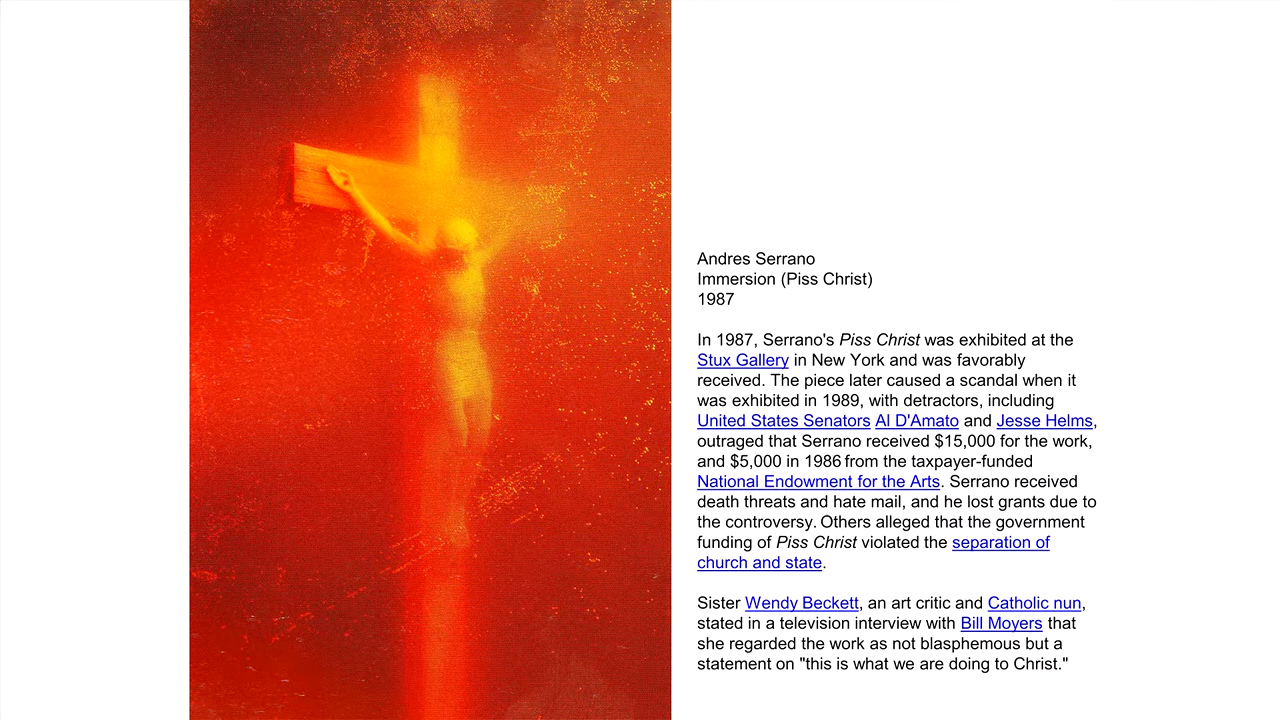 Andres Serrano
Immersion (Piss Christ)
1987
In 1987, Serrano's Piss Christ was exhibited at the
Stux Gallery in New York and was favorably
received. The piece later caused a scandal when it
was exhibited in 1989, with detractors, including
United States Senators Al D'Amato and Jesse Helms,
outraged that Serrano received $15,000 for the work,
and $5,000 in 1986 from the taxpayer-funded
National Endowment for the Arts. Serrano received
death threats and hate mail, and he lost grants due to
the controversy. Others alleged that the government
funding of Piss Christ violated the separation of
church and state.
Sister Wendy Beckett, an art critic and Catholic nun,
stated in a television interview with Bill Moyers that
she regarded the work as not blasphemous but a
statement on "this is what we are doing to Christ."